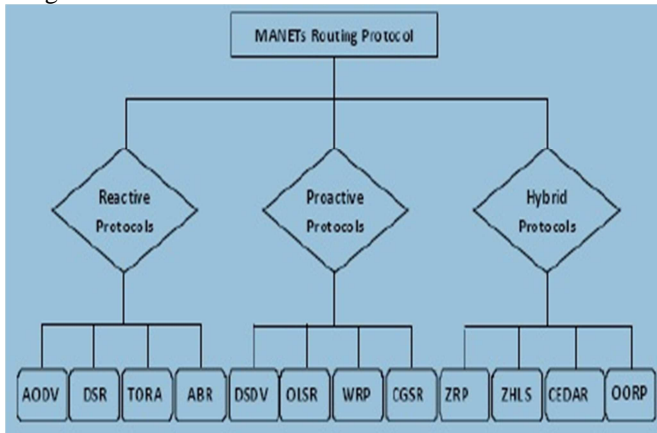 MANETs Routing Protocol
Reactive
Protocols
Proactive
Protocols
Hybrid
Protocols
AODV
DSR
TORA
ABR
DSDV
OLSR
WRP
CGSR
ZRP
ZHLS
CEDAR
OORP